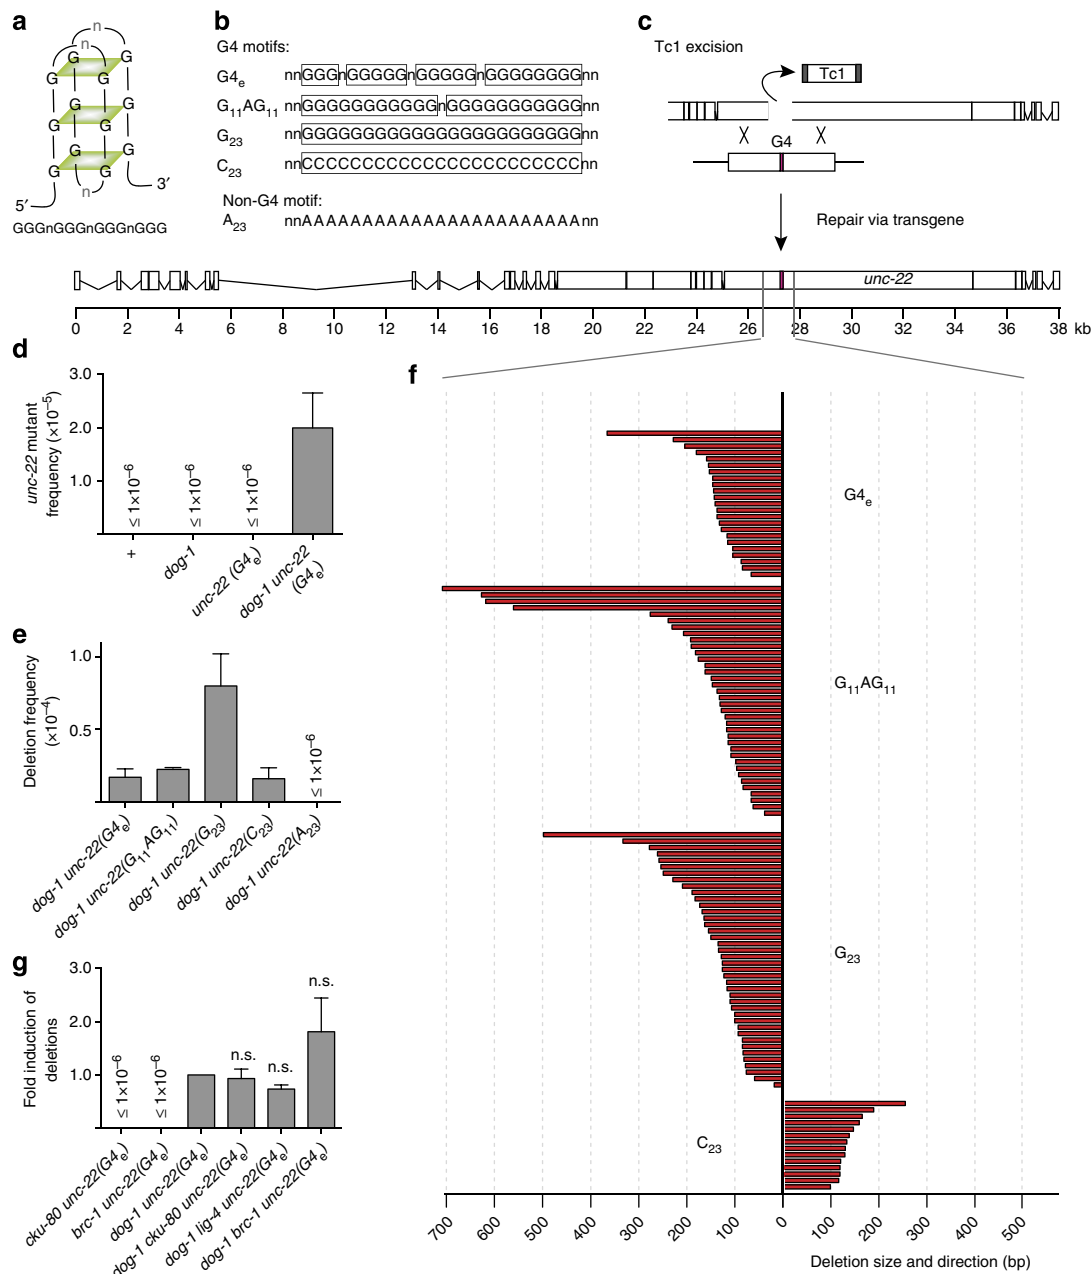 a
n
n
G G
G G
G G
G G
G G
G G
n
5′
3′
GGGnGGGnGGGnGGG
b
G4 motifs:
G4e nnGGGnGGGGGnGGGGGnGGGGGGGGnn
G11AG11 nnGGGGGGGGGGGnGGGGGGGGGGGnn
G23 nnGGGGGGGGGGGGGGGGGGGGGGGnn
C23 nnCCCCCCCCCCCCCCCCCCCCCCCnn
Non-G4 motif:
A23 nnAAAAAAAAAAAAAAAAAAAAAAAnn
c
Tc1 excision
Tc1
X G4 X
Repair via transgene
unc-22
0 2 4 6 8 10 12 14 16 18 20 22 24 26 28 30 32 34 36 38 kb
d
unc-22 mutant frequency (×10−5)
3.0
2.0
1.0
≤ 1×10−6
≤ 1×10−6
≤ 1×10−6
+
dog-1
unc-22 (G4e)
dog-1 unc-22 (G4e)
e
Deletion frequency (×10−4)
1.0
0.5
≤ 1×10−6
dog-1 unc-22(G4e)
dog-1 unc-22(G11AG11)
dog-1 unc-22(G23)
dog-1 unc-22(C23)
dog-1 unc-22(A23)
f
G4e
G11AG11
G23
C23
700 600 500 400 300 200 100 0 100 200 300 400 500
Deletion size and direction (bp)
g
Fold induction of deletions
3.0
2.0
1.0
≤ 1×10−6
≤ 1×10−6
n.s.
n.s.
n.s.
cku-80 unc-22(G4e)
brc-1 unc-22(G4e)
dog-1 unc-22(G4e)
dog-1 cku-80 unc-22(G4e)
dog-1 lig-4 unc-22(G4e)
dog-1 brc-1 unc-22(G4e)